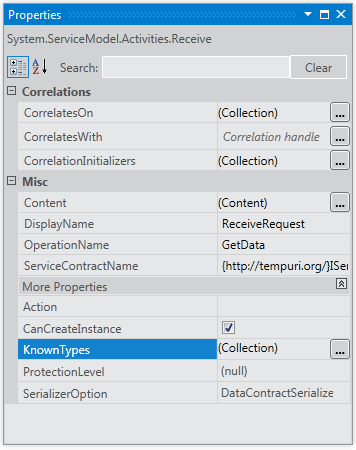 Properties
System.ServiceModel.Activities.Receive
A Z Search: Clear
Correlations
CorrelatesOn (Collection) ...
CorrelatesWith Correlation handle ...
CorrelationInitializers (Collection) ...
Misc
Content (Content) ...
DisplayName ReceiveRequest
OperationName GetData
ServiceContractName {http://tempuri.org/}ISer
More Properties
Action
CanCreateInstance
KnownTypes (Collection) ...
ProtectionLevel (null)
SerializerOption DataContractSerialize